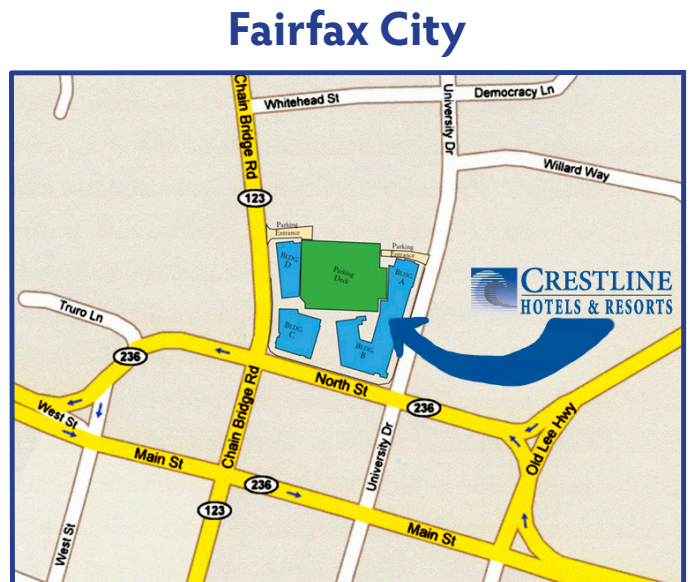 Fairfax City
Chain Bridge Rd
Whitehead St
University Dr
Democracy Ln
Willard Way
123
Parking
Entrance
Parking
Entrance
BLDG.
D
Parking
Deck
BLDG.
A
CRESTLINE
HOTELS & RESORTS
Truro Ln
BLDG.
C
BLDG.
B
236
North St
236
West St
Chain Bridge Rd
Old Lee Hwy
Main St
University Dr
236
123
Main St
West St